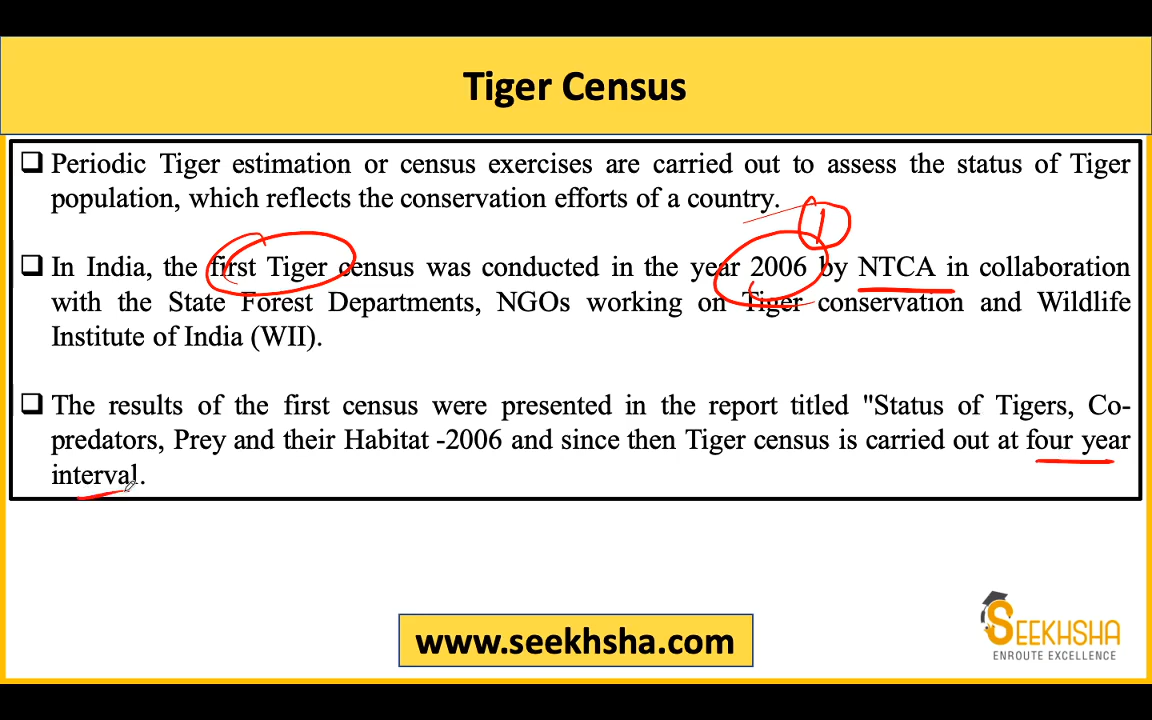 Tiger Census
❑ Periodic Tiger estimation or census exercises are carried out to assess the status of Tiger
population, which reflects the conservation efforts of a country.
1
❑ In India, the first Tiger census was conducted in the year 2006 by NTCA in collaboration
with the State Forest Departments, NGOs working on Tiger conservation and Wildlife
Institute of India (WII).
❑ The results of the first census were presented in the report titled "Status of Tigers, Co-
predators, Prey and their Habitat -2006 and since then Tiger census is carried out at four year
interval.
www.seekhsha.com
SEEKHSHA
ENROUTE EXCELLENCE